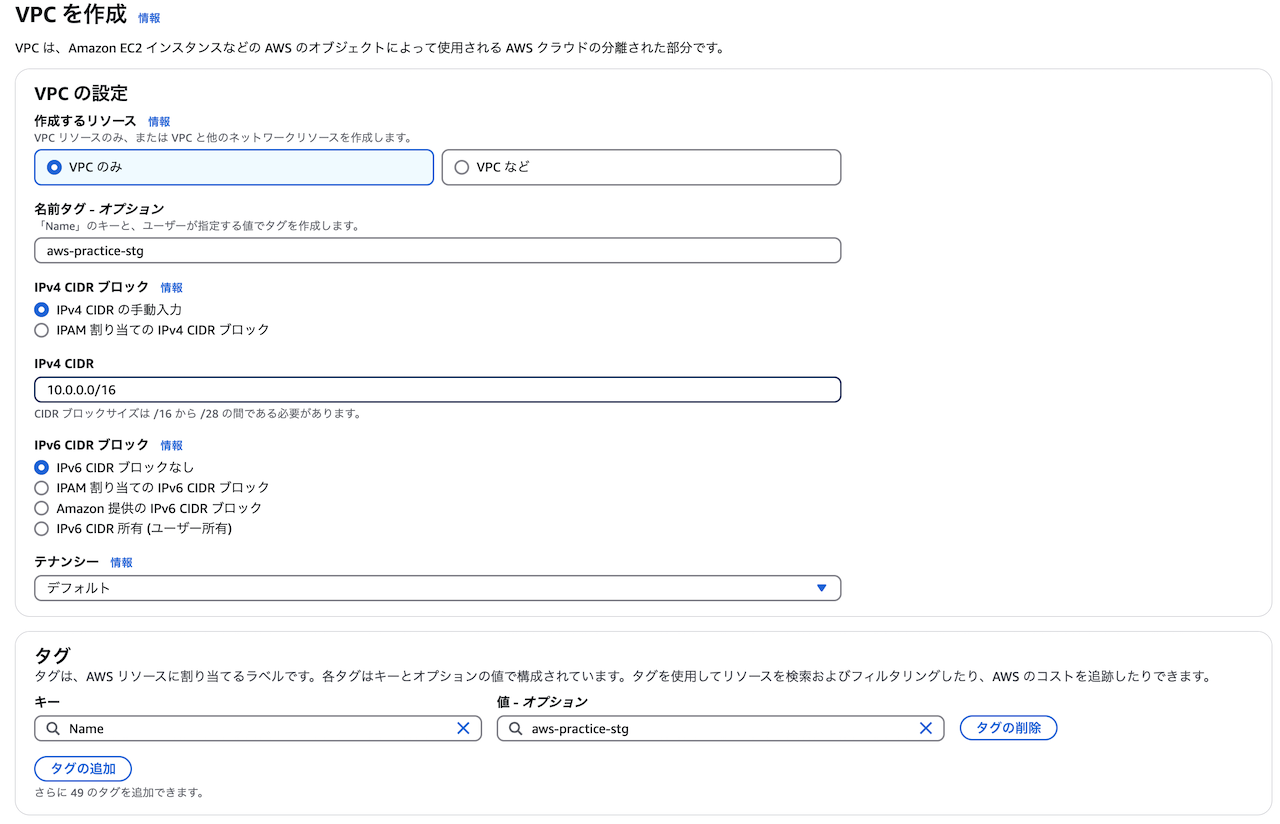 VPC を作成 情報
VPC は、Amazon EC2 インスタンスなどの AWS のオブジェクトによって使用される AWS クラウドの分離された部分です。
VPC の設定
作成するリソース 情報
VPC リソースのみ、または VPC と他のネットワークリソースを作成します。
VPC のみ
VPC など
名前タグ - オプション
「Name」のキーと、ユーザーが指定する値でタグを作成します。
aws-practice-stg
IPv4 CIDR ブロック 情報
IPv4 CIDR の手動入力
IPAM 割り当ての IPv4 CIDR ブロック
IPv4 CIDR
10.0.0.0/16
CIDR ブロックサイズは /16 から /28 の間である必要があります。
IPv6 CIDR ブロック 情報
IPv6 CIDR ブロックなし
IPAM 割り当ての IPv6 CIDR ブロック
Amazon 提供の IPv6 CIDR ブロック
IPv6 CIDR 所有 (ユーザー所有)
テナンシー 情報
デフォルト
タグ
タグは、AWS リソースに割り当てるラベルです。各タグはキーとオプションの値で構成されています。タグを使用してリソースを検索およびフィルタリングしたり、AWS のコストを追跡したりできます。
キー
値 - オプション
Name
aws-practice-stg
タグの削除
タグの追加
さらに 49 のタグを追加できます。